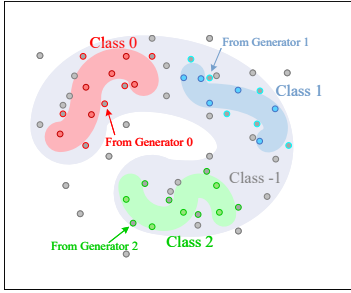 Class 0
From Generator 1
Class 1
From Generator 0
Class -1
From Generator 2
Class 2